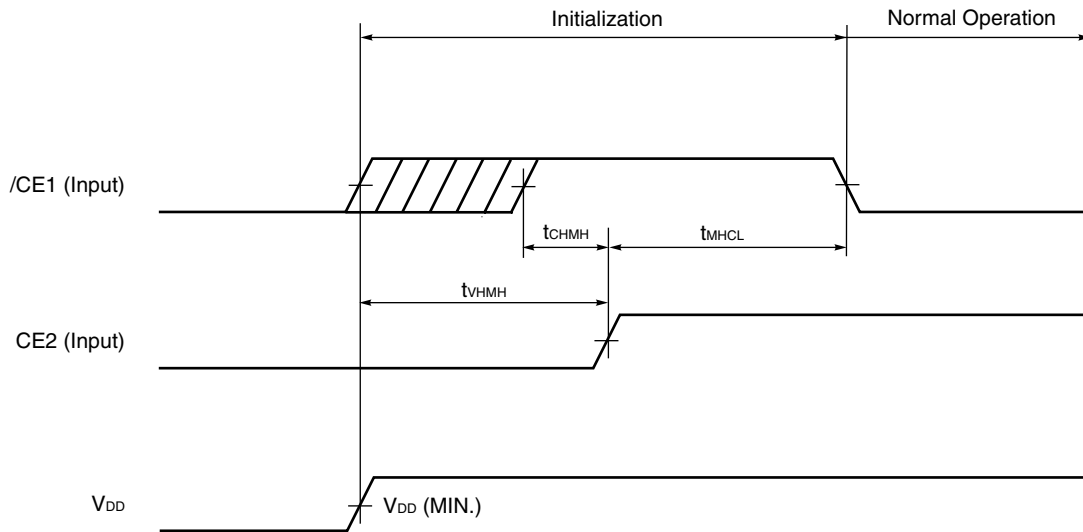 Initialization
Normal Operation
/CE1 (Input)
tCHMH
tMHCL
tVHMH
CE2 (Input)
VDD
VDD (MIN.)